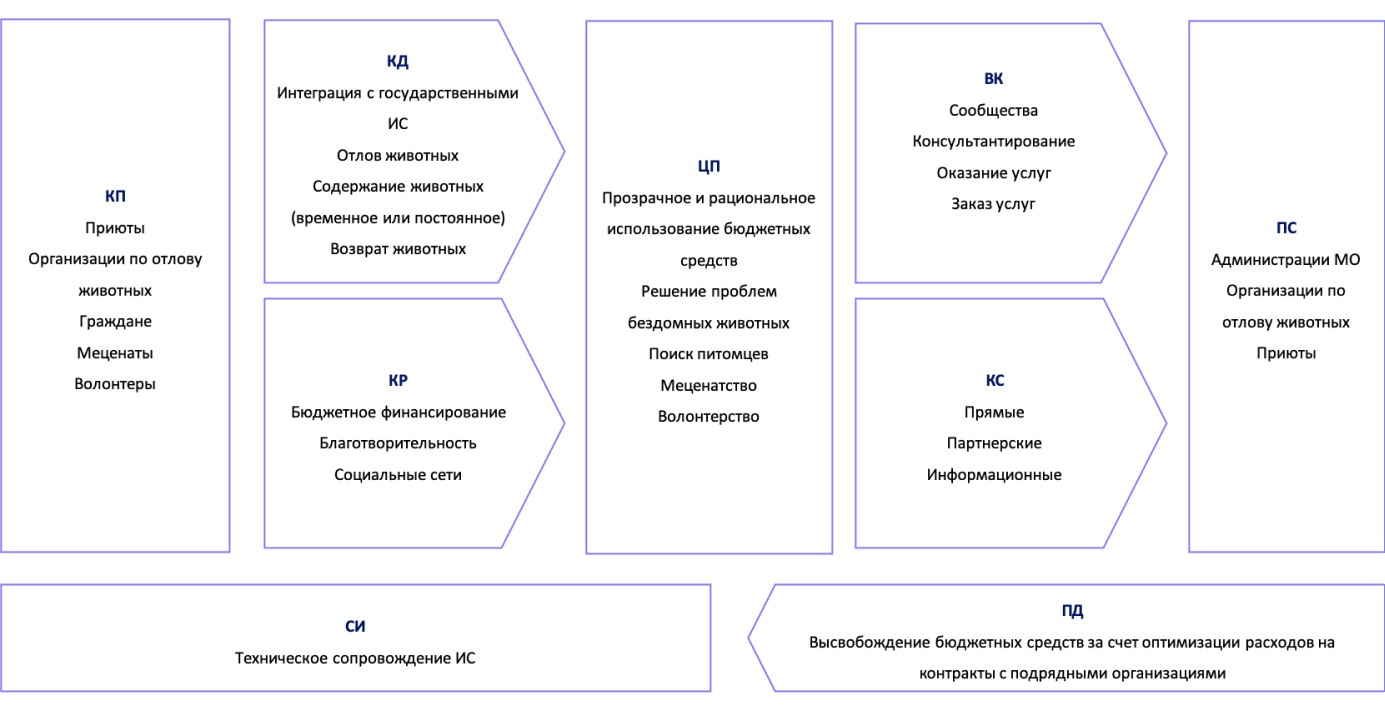 КП
Приюты
Организации по отлову
животных
Граждане
Меценаты
Волонтеры
КД
Интеграция с государственными
ИС
Отлов животных
Содержание животных
(временное или постоянное)
Возврат животных
КР
Бюджетное финансирование
Благотворительность
Социальные сети
ЦП
Прозрачное и рациональное
использование бюджетных
средств
Решение проблем
бездомных животных
Поиск питомцев
Меценатство
Волонтерство
ВК
Сообщества
Консультантирование
Оказание услуг
Заказ услуг
КС
Прямые
Партнерские
Информационные
ПС
Администрации МО
Организации по
отлову животных
Приюты
СИ
Техническое сопровождение ИС
ПД
Высвобождение бюджетных средств за счет оптимизации расходов на
контракты с подрядными организациями